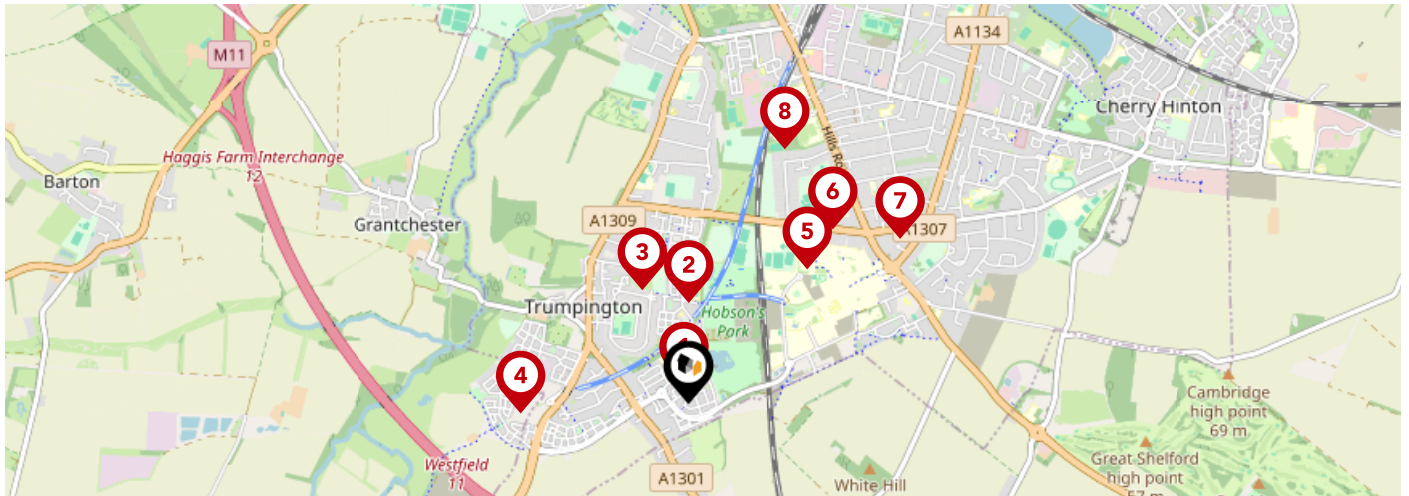 A1134
M11
Cherry Hinton
8
Hills Ro
Haggis Farm Interchange
12
Barton
6
7
Grantchester
A1309
5
A1307
3
2
Trumpington
Hobson's
Park
4
Cambridge
high point
69 m
Great Shelford
high point
57 m
Westfield
11
A1301
White Hill